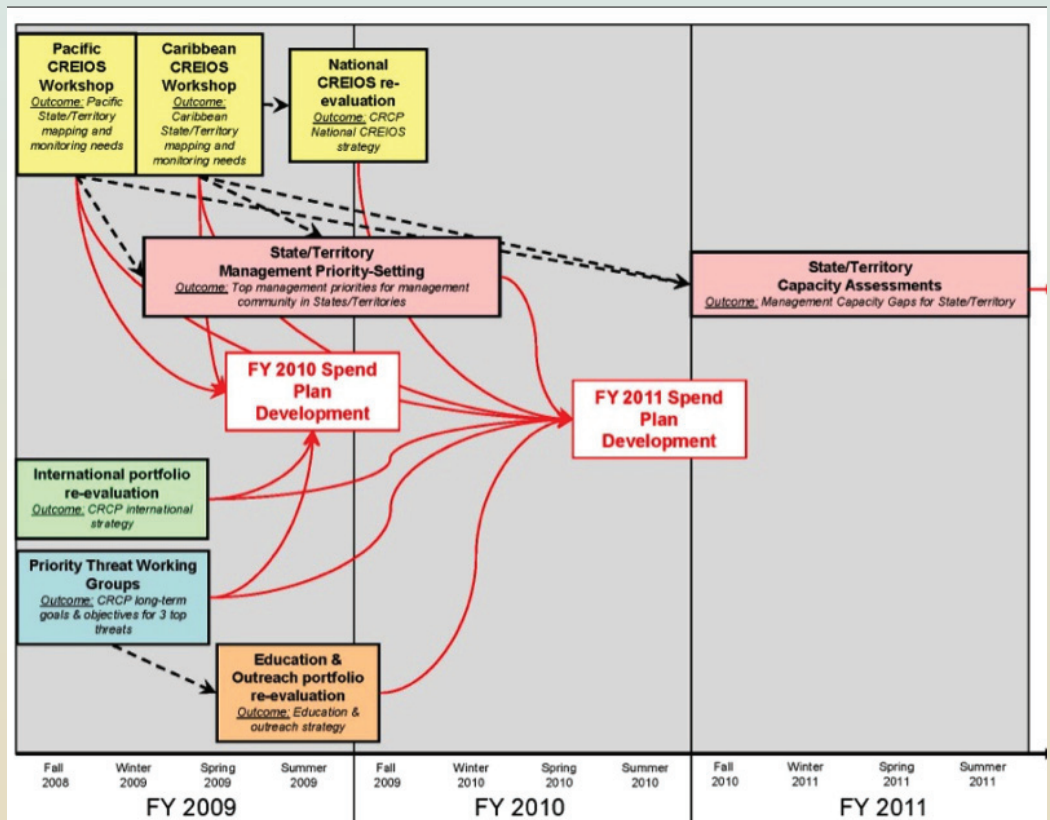 Pacific
CREIOS
Workshop
Outcome: Pacific
State/Territory
mapping and
monitoring needs
Caribbean
CREIOS
Workshop
Outcome:
Caribbean
State/Territory
mapping and
monitoring needs
National
CREIOS re-
evaluation
Outcome: CRCP
National CREIOS
strategy
State/Territory
Management Priority-Setting
Outcome: Top management priorities for management
community in States/Territories
State/Territory
Capacity Assessments
Outcome: Management Capacity Gaps for State/Territory
FY 2010 Spend
Plan
Development
FY 2011 Spend
Plan
Development
International portfolio
re-evaluation
Outcome: CRCP international
strategy
Priority Threat Working
Groups
Outcome: CRCP long-term
goals & objectives for 3 top
threats
Education &
Outreach portfolio
re-evaluation
Outcome: Education &
outreach strategy
Fall
2008
Winter
2009
Spring
2009
Summer
2009
Fall
2009
Winter
2010
Spring
2010
Summer
2010
Fall
2010
Winter
2011
Spring
2011
Summer
2011
FY 2009
FY 2010
FY 2011